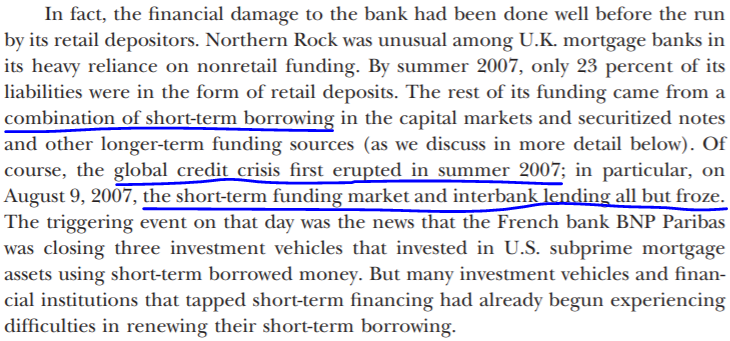 In fact, the financial damage to the bank had been done well before the run
by its retail depositors. Northern Rock was unusual among U.K. mortgage banks in
its heavy reliance on nonretail funding. By summer 2007, only 23 percent of its
liabilities were in the form of retail deposits. The rest of its funding came from a
combination of short-term borrowing in the capital markets and securitized notes
and other longer-term funding sources (as we discuss in more detail below). Of
course, the global credit crisis first erupted in summer 2007; in particular, on
August 9, 2007, the short-term funding market and interbank lending all but froze.
The triggering event on that day was the news that the French bank BNP Paribas
was closing three investment vehicles that invested in U.S. subprime mortgage
assets using short-term borrowed money. But many investment vehicles and finan-
cial institutions that tapped short-term financing had already begun experiencing
difficulties in renewing their short-term borrowing.